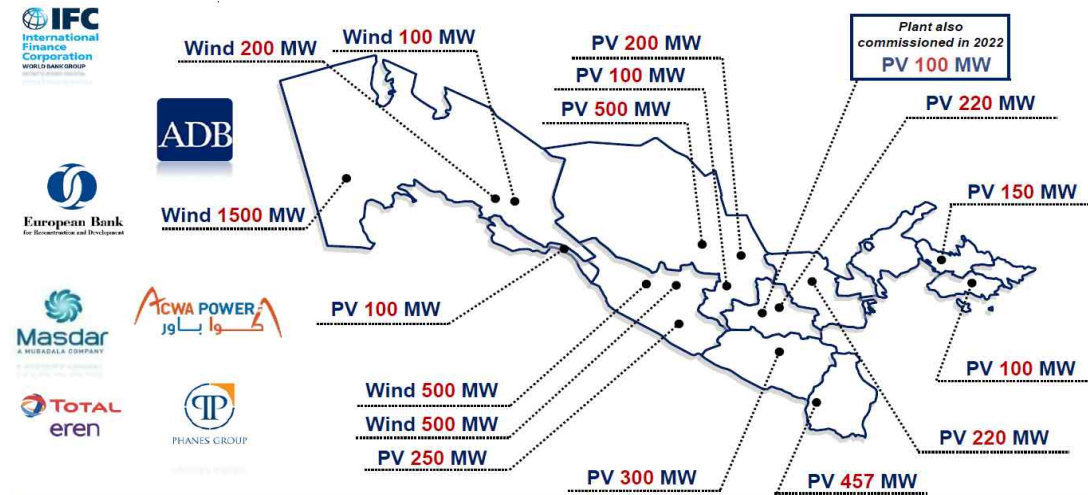 IFC
International
Finance
Corporation
WORLD BANK GROUP
Wind 200 MW
Wind 100 MW
PV 200 MW
PV 100 MW
PV 500 MW
Plant also
commissioned in 2022
PV 100 MW
PV 220 MW
ADB
European Bank
for Reconstruction and Development
Wind 1500 MW
PV 150 MW
Masdar
A MUBADALA COMPANY
ACWA POWER
أكوا باور
PV 100 MW
PV 100 MW
TOTAL
eren
PHANES GROUP
Wind 500 MW
Wind 500 MW
PV 250 MW
PV 300 MW
PV 457 MW
PV 220 MW